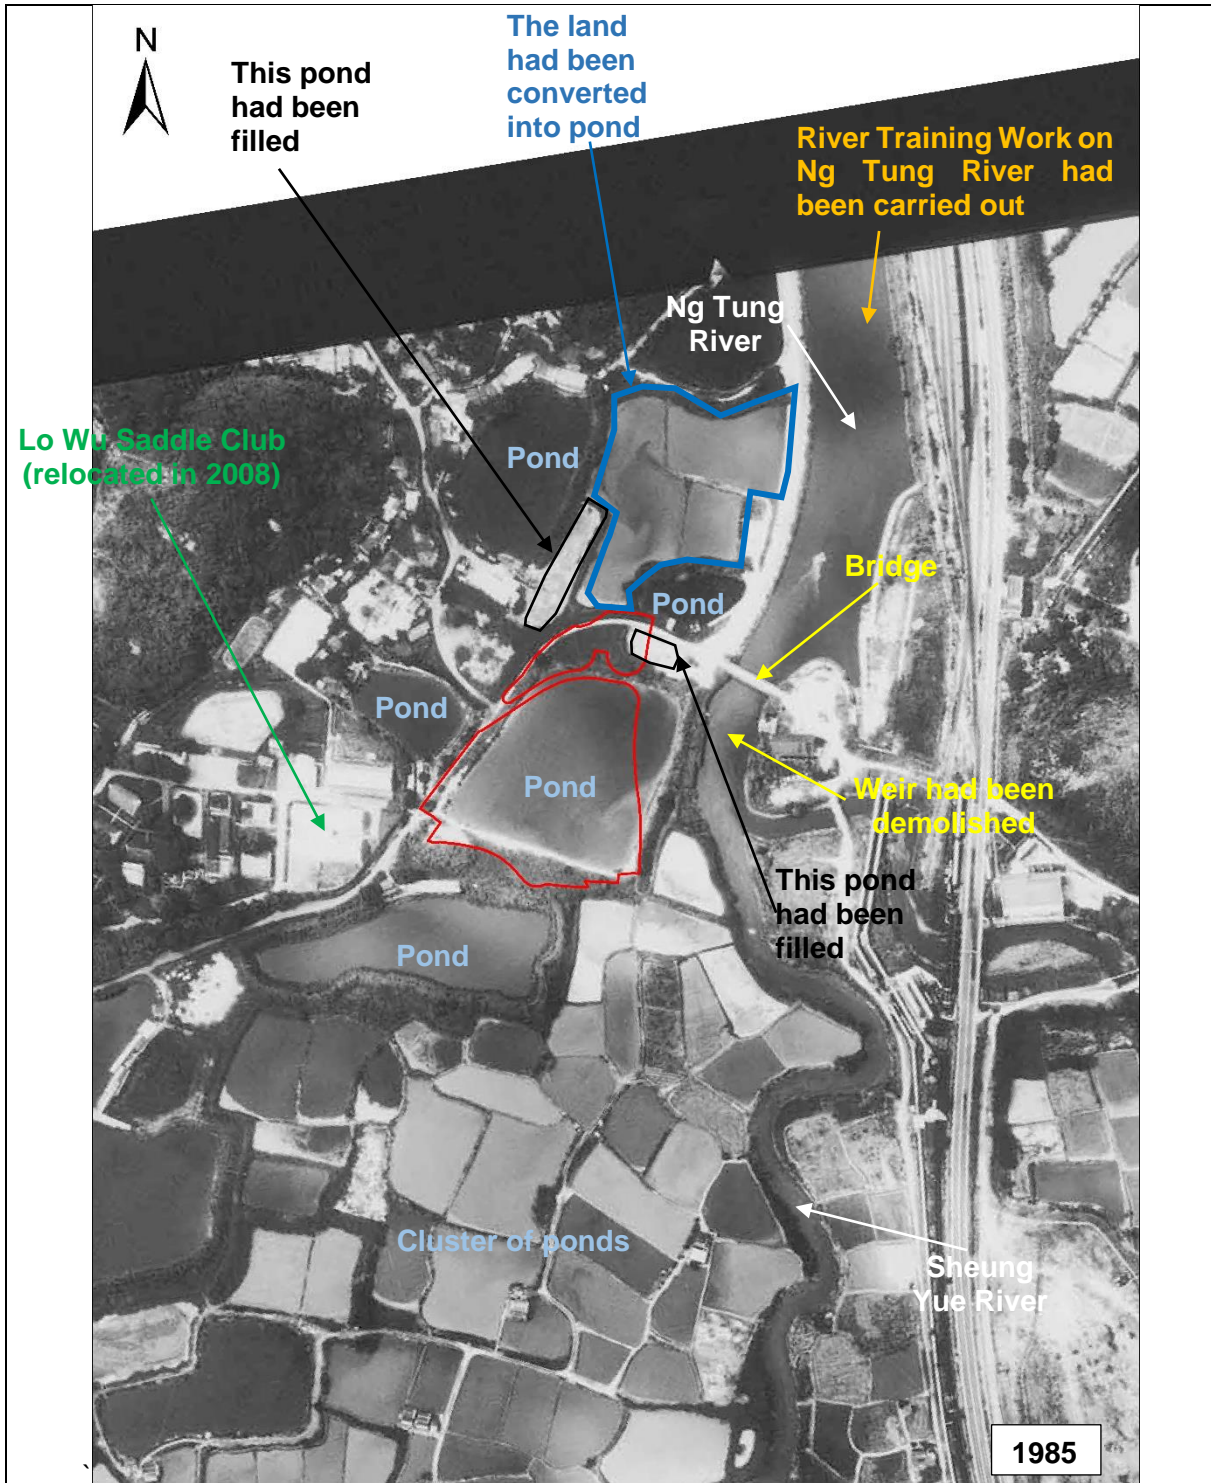 N
This pond
had been
filled
The land
had been
converted
into pond
River Training Work on
Ng Tung River had
been carried out
Ng Tung
River
Lo Wu Saddle Club
(relocated in 2008)
Pond
Bridge
Pond
Pond
Pond
Weir had been
demolished
This pond
had been
filled
Pond
Cluster of ponds
Sheung
Yue River
1985
`